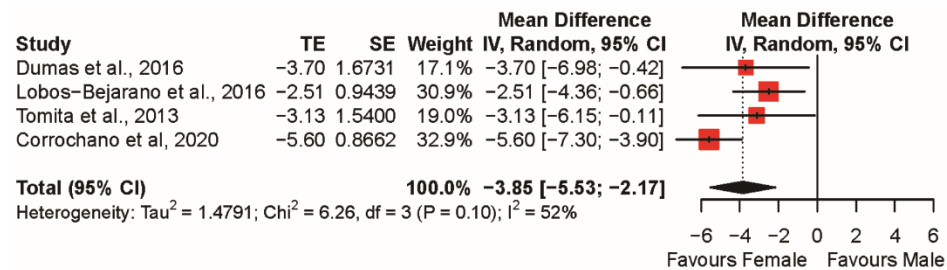 Mean Difference Mean Difference
Study TE SE Weight IV, Random, 95% CI IV, Random, 95% CI
Dumas et al., 2016 −3.70 1.6731 17.1% −3.70 [−6.98; −0.42]
Lobos−Bejarano et al., 2016 −2.51 0.9439 30.9% −2.51 [−4.36; −0.66]
Tomita et al., 2013 −3.13 1.5400 19.0% −3.13 [−6.15; −0.11]
Corrochano et al, 2020 −5.60 0.8662 32.9% −5.60 [−7.30; −3.90]
Total (95% CI) 100.0% −3.85 [−5.53; −2.17]
Heterogeneity: Tau² = 1.4791; Chi² = 6.26, df = 3 (P = 0.10); I² = 52%
−6 −4 −2 0 2 4 6
Favours Female Favours Male